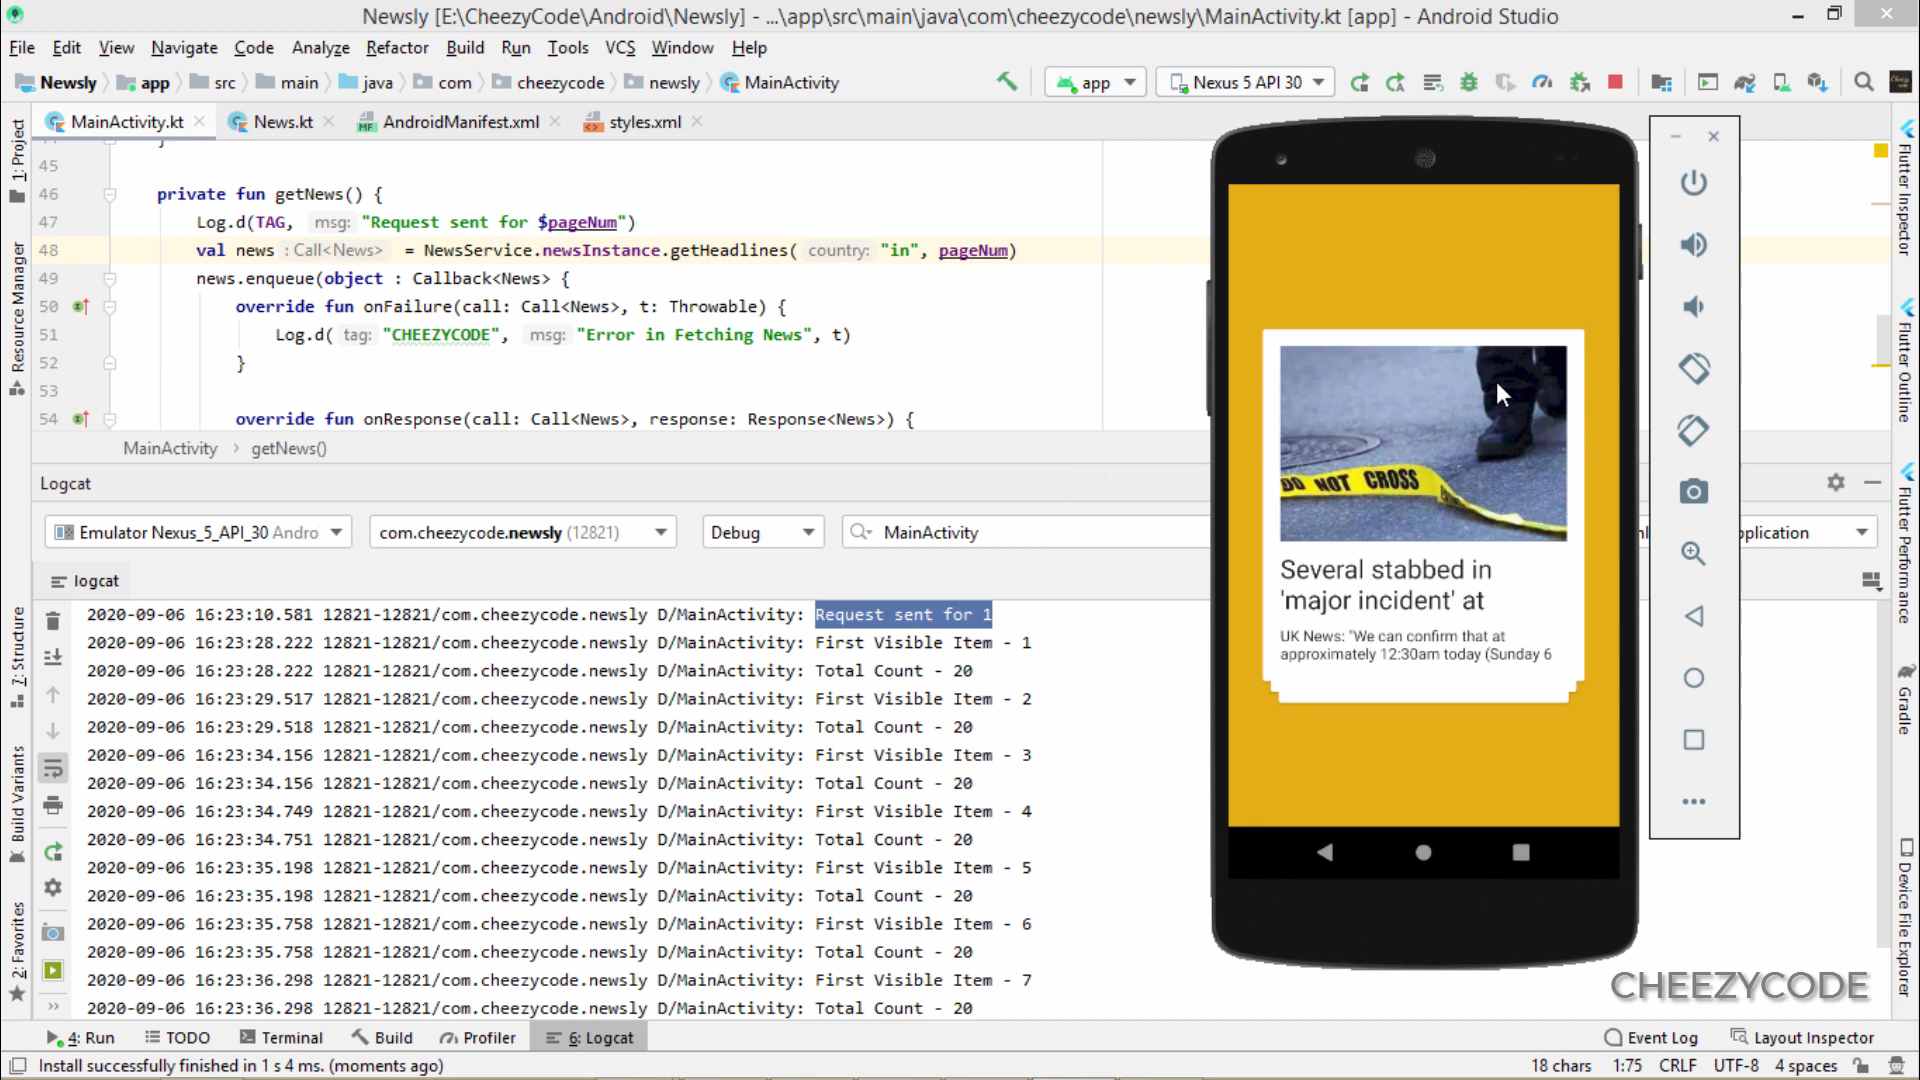 Newsly [E:\CheezyCode\Android\Newsly] - ...\app\src\main\java\com\cheezycode\newsly\MainActivity.kt [app] - Android Studio
File Edit View Navigate Code Analyze Refactor Build Run Tools VCS Window Help
Newsly app src main java com cheezycode newsly MainActivity app Nexus 5 API 30
MainActivity.kt News.kt AndroidManifest.xml styles.xml
45
46 private fun getNews() {
47 Log.d(TAG, msg: "Request sent for $pageNum")
48 val news : Call<News> = NewsService.newsInstance.getHeadlines( country: "in", pageNum)
49 news.enqueue(object : Callback<News> {
50 override fun onFailure(call: Call<News>, t: Throwable) {
51 Log.d( tag: "CHEEZYCODE", msg: "Error in Fetching News", t)
52 }
53
54 override fun onResponse(call: Call<News>, response: Response<News>) {
MainActivity › getNews()
Logcat
Emulator Nexus_5_API_30 Andro com.cheezycode.newsly (12821) Debug MainActivity
logcat
2020-09-06 16:23:10.581 12821-12821/com.cheezycode.newsly D/MainActivity: Request sent for 1
2020-09-06 16:23:28.222 12821-12821/com.cheezycode.newsly D/MainActivity: First Visible Item - 1
2020-09-06 16:23:28.222 12821-12821/com.cheezycode.newsly D/MainActivity: Total Count - 20
2020-09-06 16:23:29.517 12821-12821/com.cheezycode.newsly D/MainActivity: First Visible Item - 2
2020-09-06 16:23:29.518 12821-12821/com.cheezycode.newsly D/MainActivity: Total Count - 20
2020-09-06 16:23:34.156 12821-12821/com.cheezycode.newsly D/MainActivity: First Visible Item - 3
2020-09-06 16:23:34.156 12821-12821/com.cheezycode.newsly D/MainActivity: Total Count - 20
2020-09-06 16:23:34.749 12821-12821/com.cheezycode.newsly D/MainActivity: First Visible Item - 4
2020-09-06 16:23:34.751 12821-12821/com.cheezycode.newsly D/MainActivity: Total Count - 20
2020-09-06 16:23:35.198 12821-12821/com.cheezycode.newsly D/MainActivity: First Visible Item - 5
2020-09-06 16:23:35.198 12821-12821/com.cheezycode.newsly D/MainActivity: Total Count - 20
2020-09-06 16:23:35.758 12821-12821/com.cheezycode.newsly D/MainActivity: First Visible Item - 6
2020-09-06 16:23:35.758 12821-12821/com.cheezycode.newsly D/MainActivity: Total Count - 20
2020-09-06 16:23:36.298 12821-12821/com.cheezycode.newsly D/MainActivity: First Visible Item - 7
2020-09-06 16:23:36.298 12821-12821/com.cheezycode.newsly D/MainActivity: Total Count - 20
DO NOT CROSS
Several stabbed in
'major incident' at
UK News: "We can confirm that at
approximately 12:30am today (Sunday 6
pplication
1: Project
Resource Manager
7: Structure
Build Variants
2: Favorites
Flutter Inspector
Flutter Outline
Flutter Performance
Gradle
Device File Explorer
CHEEZYCODE
4: Run TODO Terminal Build Profiler 6: Logcat Event Log Layout Inspector
Install successfully finished in 1 s 4 ms. (moments ago) 18 chars 1:75 CRLF UTF-8 4 spaces